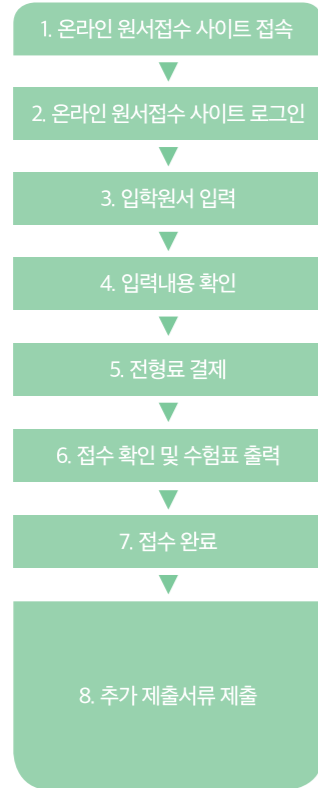 1. 온라인 원서접수 사이트 접속
2. 온라인 원서접수 사이트 로그인
3. 입학원서 입력
4. 입력내용 확인
5. 전형료 결제
6. 접수 확인 및 수험표 출력
7. 접수 완료
8. 추가 제출서류 제출